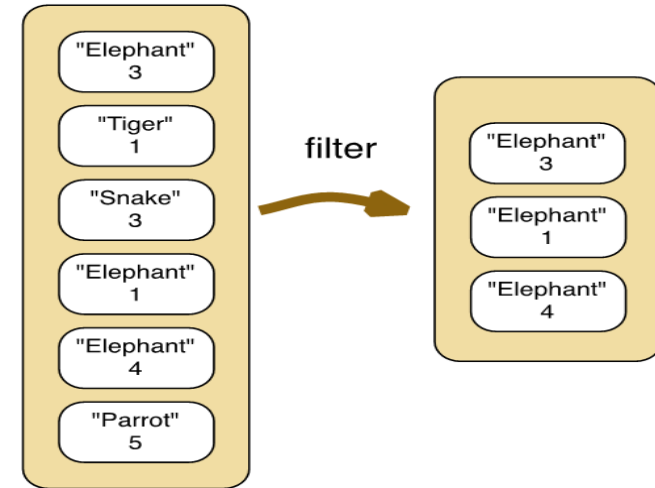 "Elephant"
3
"Tiger"
1
"Snake"
3
"Elephant"
1
"Elephant"
4
"Parrot"
5
filter
"Elephant"
3
"Elephant"
1
"Elephant"
4